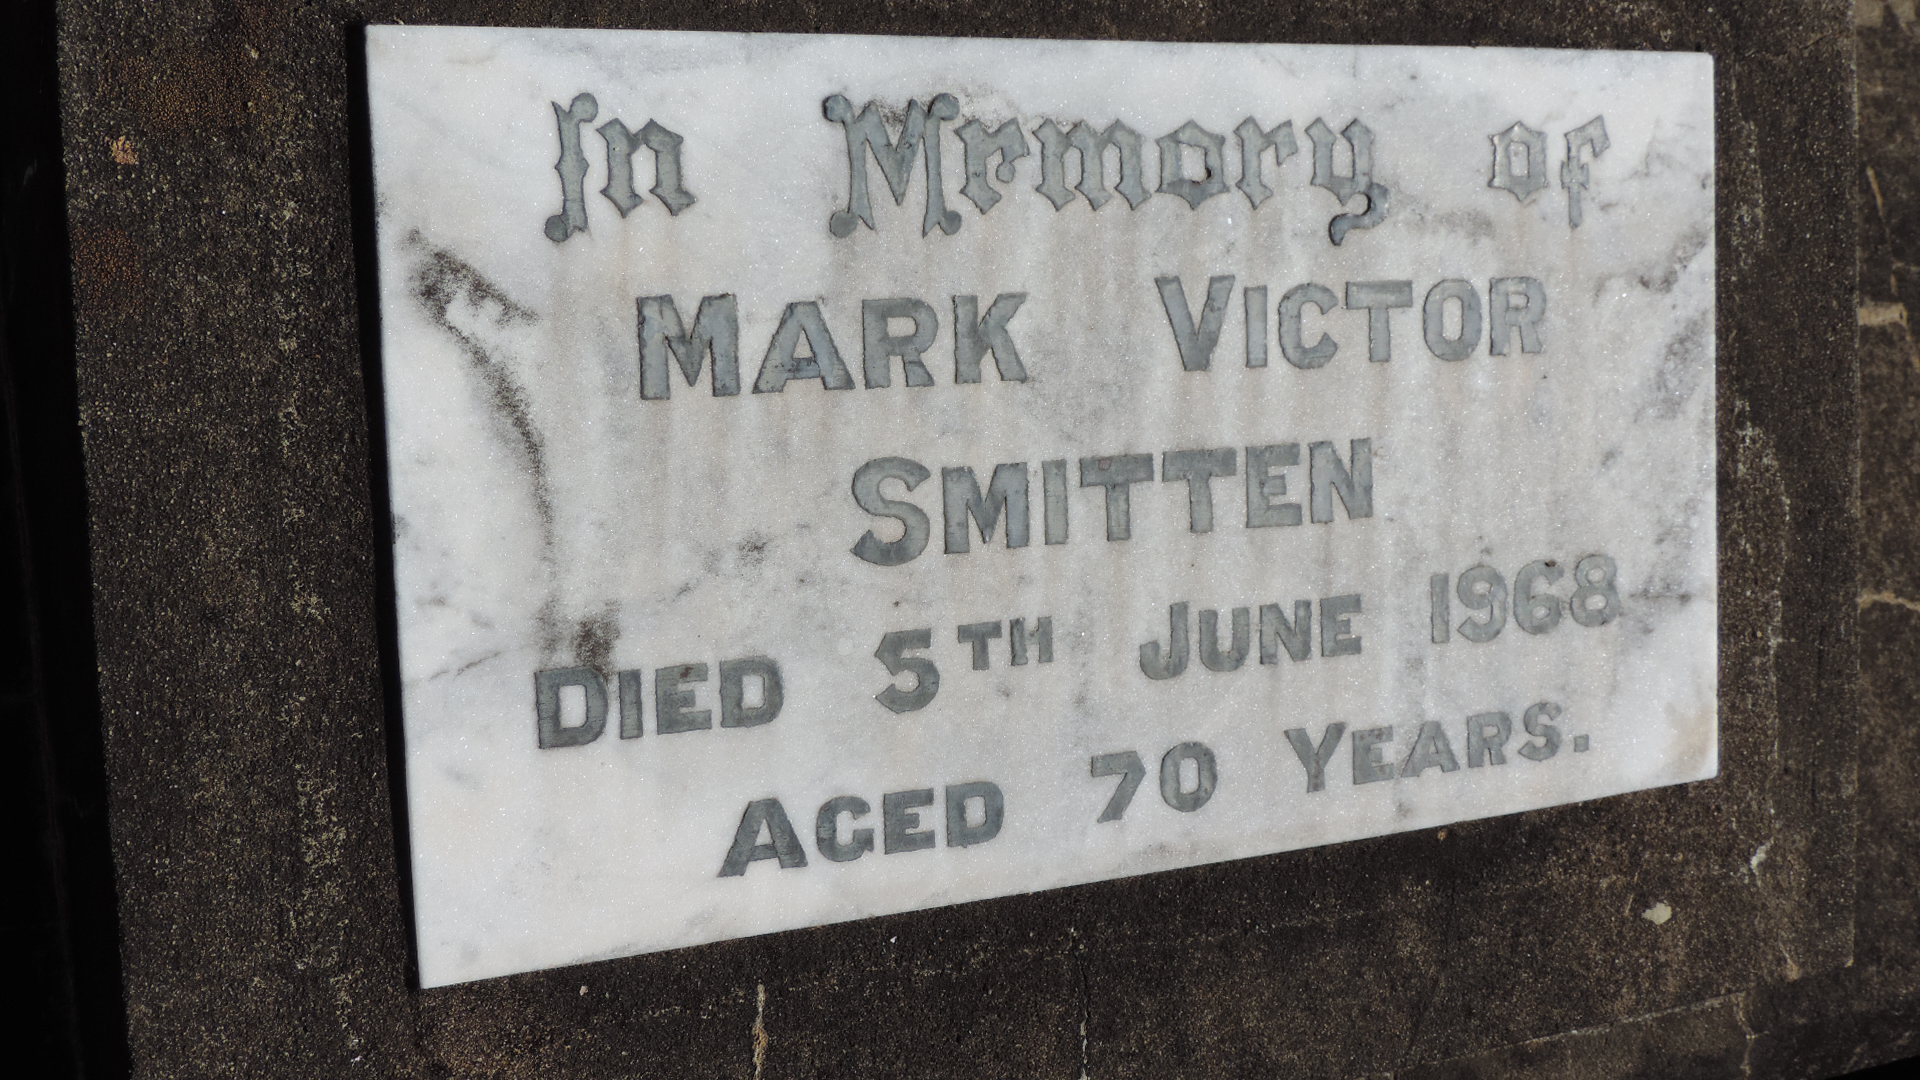 In Memory of
MARK VICTOR
SMITTEN
DIED 5TH JUNE 1968
AGED 70 YEARS.